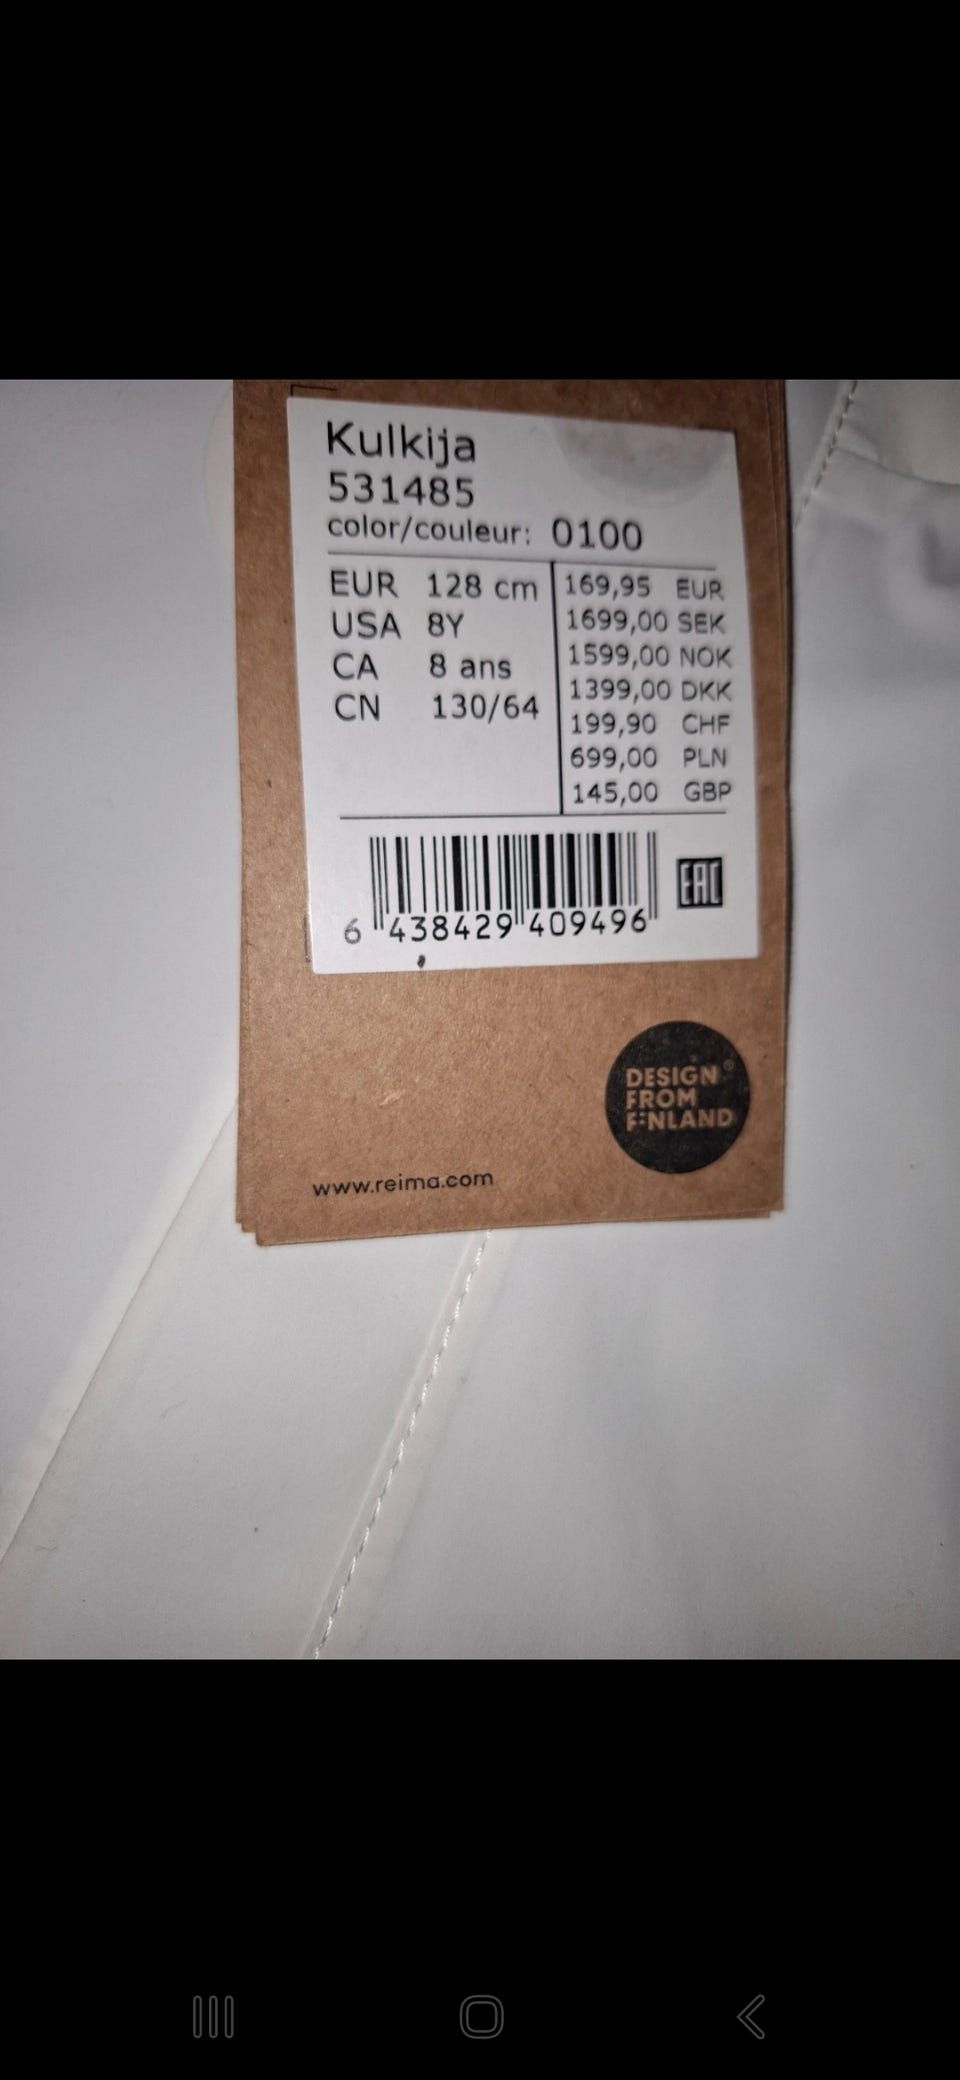 Kulkija
531485
color/couleur: 0100
EUR 128 cm
USA 8Y
CA 8 ans
CN 130/64
169,95 EUR
1699,00 SEK
1599,00 NOK
1399,00 DKK
199,90 CHF
699,00 PLN
145,00 GBP
6 438429 409496
EAC
DESIGN®
FROM
FINLAND
www.reima.com